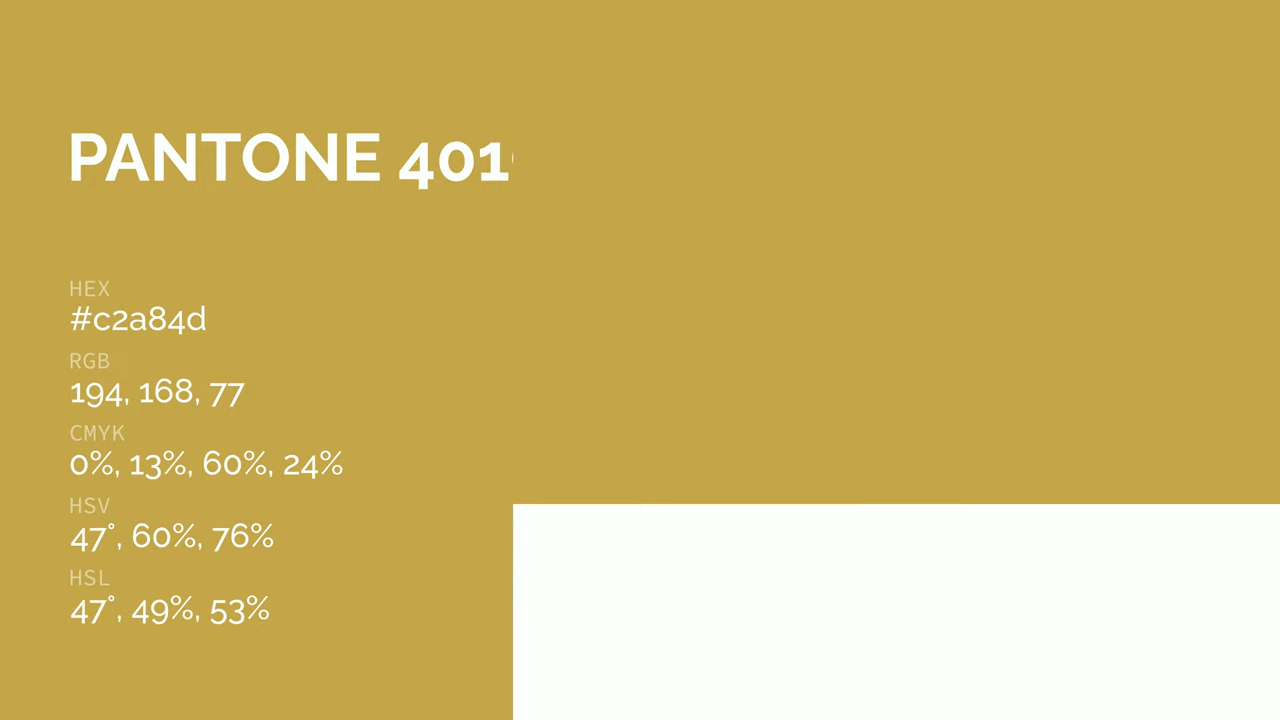 PANTONE 401
HEX
#c2a84d
RGB
194, 168, 77
CMYK
0%, 13%, 60%, 24%
HSV
47°, 60%, 76%
HSL
47°, 49%, 53%